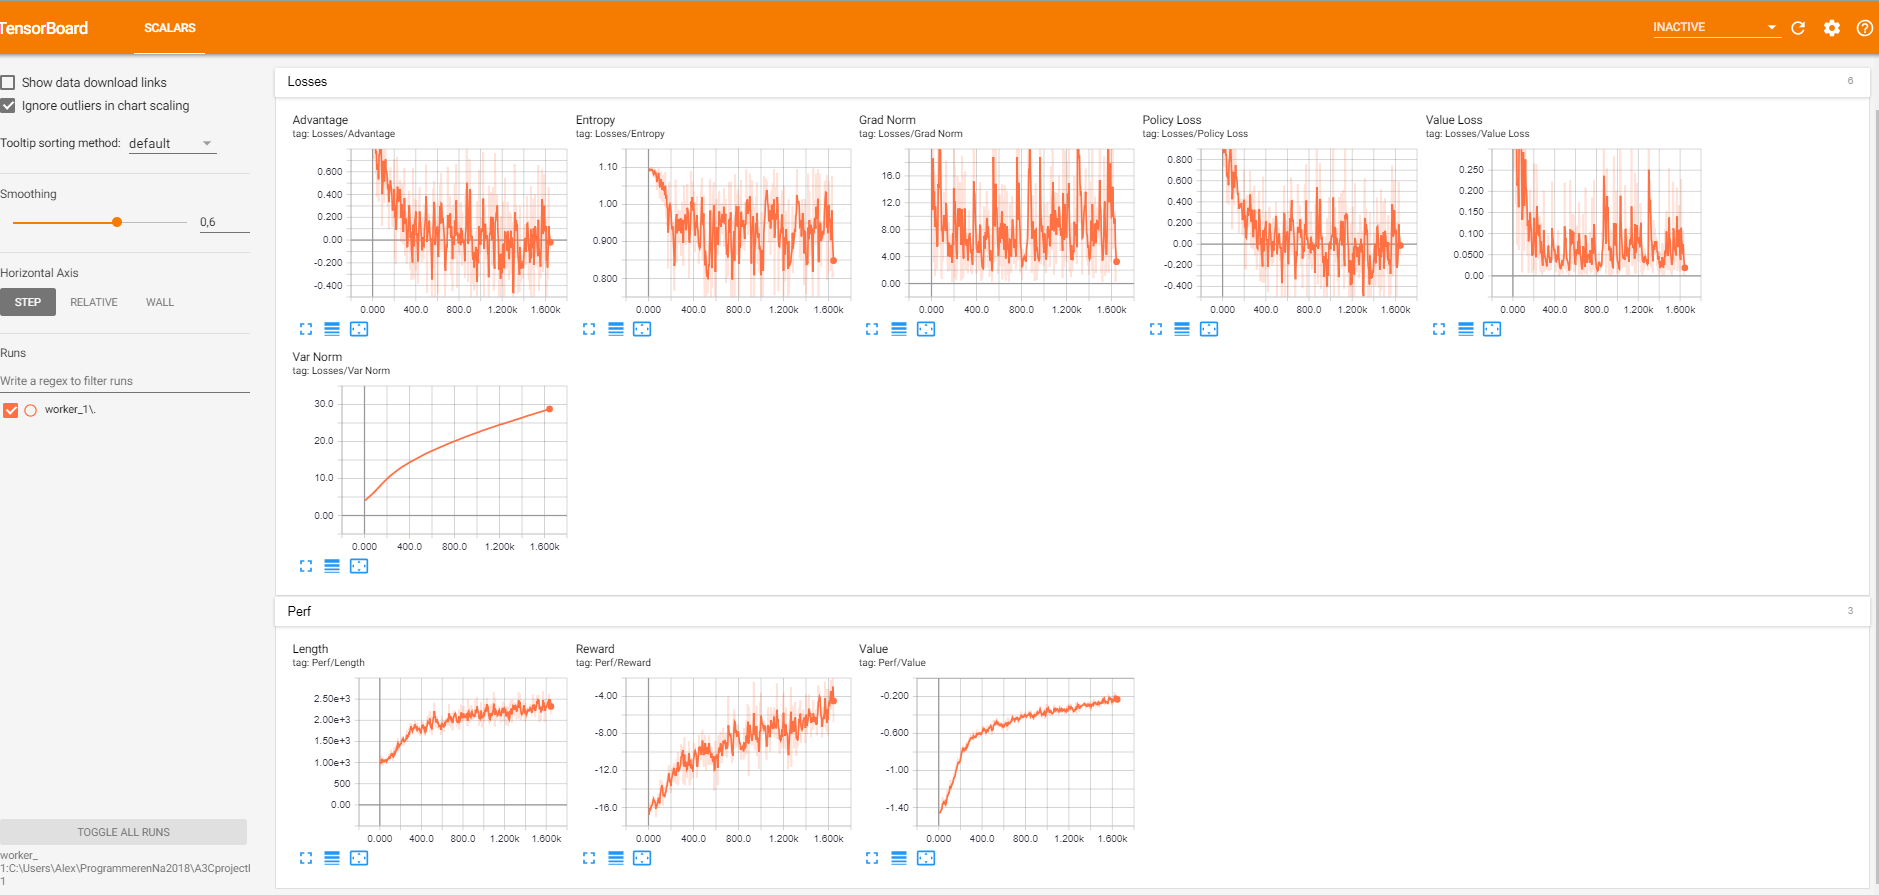 TensorBoard
SCALARS
INACTIVE
Show data download links
Ignore outliers in chart scaling
Tooltip sorting method: default
Smoothing
0,6
Horizontal Axis
STEP RELATIVE WALL
Runs
Write a regex to filter runs
worker_1\.
TOGGLE ALL RUNS
worker_
1:C:\Users\Alex\ProgrammerenNa2018\A3Cproject
1
Losses
6
Advantage
tag: Losses/Advantage
0.600
0.400
0.200
0.00
-0.200
-0.400
0.000 400.0 800.0 1.200k 1.600k
Entropy
tag: Losses/Entropy
1.10
1.00
0.900
0.800
0.000 400.0 800.0 1.200k 1.600k
Grad Norm
tag: Losses/Grad Norm
16.0
12.0
8.00
4.00
0.00
0.000 400.0 800.0 1.200k 1.600k
Policy Loss
tag: Losses/Policy Loss
0.800
0.600
0.400
0.200
0.00
-0.200
-0.400
0.000 400.0 800.0 1.200k 1.600k
Value Loss
tag: Losses/Value Loss
0.250
0.200
0.150
0.100
0.0500
0.00
0.000 400.0 800.0 1.200k 1.600k
Var Norm
tag: Losses/Var Norm
30.0
20.0
10.0
0.00
0.000 400.0 800.0 1.200k 1.600k
Perf
3
Length
tag: Perf/Length
2.50e+3
2.00e+3
1.50e+3
1.00e+3
500
0.00
0.000 400.0 800.0 1.200k 1.600k
Reward
tag: Perf/Reward
-4.00
-8.00
-12.0
-16.0
0.000 400.0 800.0 1.200k 1.600k
Value
tag: Perf/Value
-0.200
-0.600
-1.00
-1.40
0.000 400.0 800.0 1.200k 1.600k